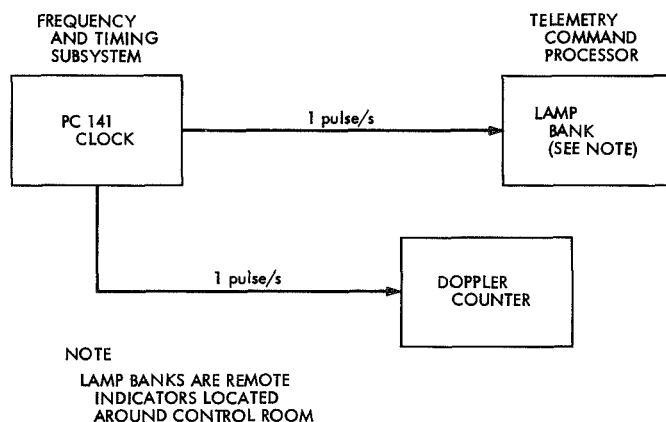 FREQUENCY
AND TIMING
SUBSYSTEM
TELEMETRY
COMMAND
PROCESSOR
PC 141
CLOCK
1 pulse/s
LAMP
BANK
(SEE NOTE)
1 pulse/s
DOPPLER
COUNTER
NOTE
LAMP BANKS ARE REMOTE
INDICATORS LOCATED
AROUND CONTROL ROOM